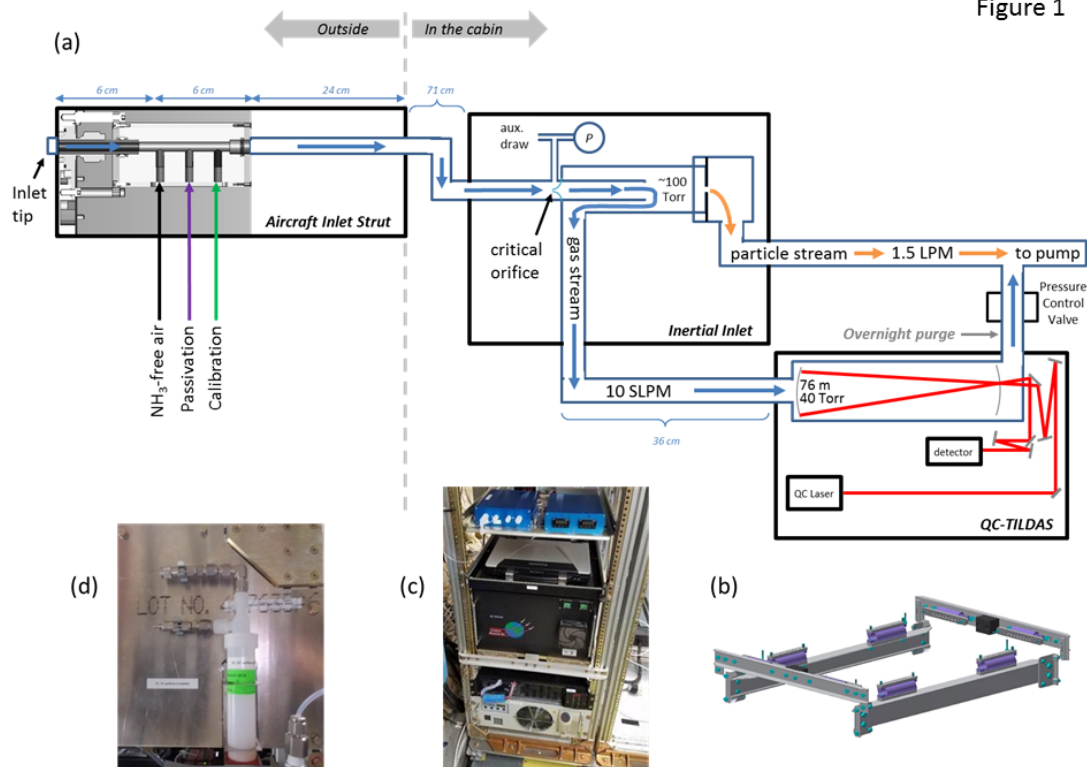 Figure 1
Outside
In the cabin
(a)
6 cm
6 cm
24 cm
71 cm
aux.
draw
P
~100
Torr
Inlet
tip
Aircraft Inlet Strut
critical
orifice
gas stream
particle stream
1.5 LPM
to pump
Pressure
Control
Valve
Inertial Inlet
Overnight purge
NH₃-free air
Passivation
Calibration
10 SLPM
76 m
40 Torr
36 cm
detector
QC Laser
QC-TILDAS
(d)
LOT NO.
(c)
(b)